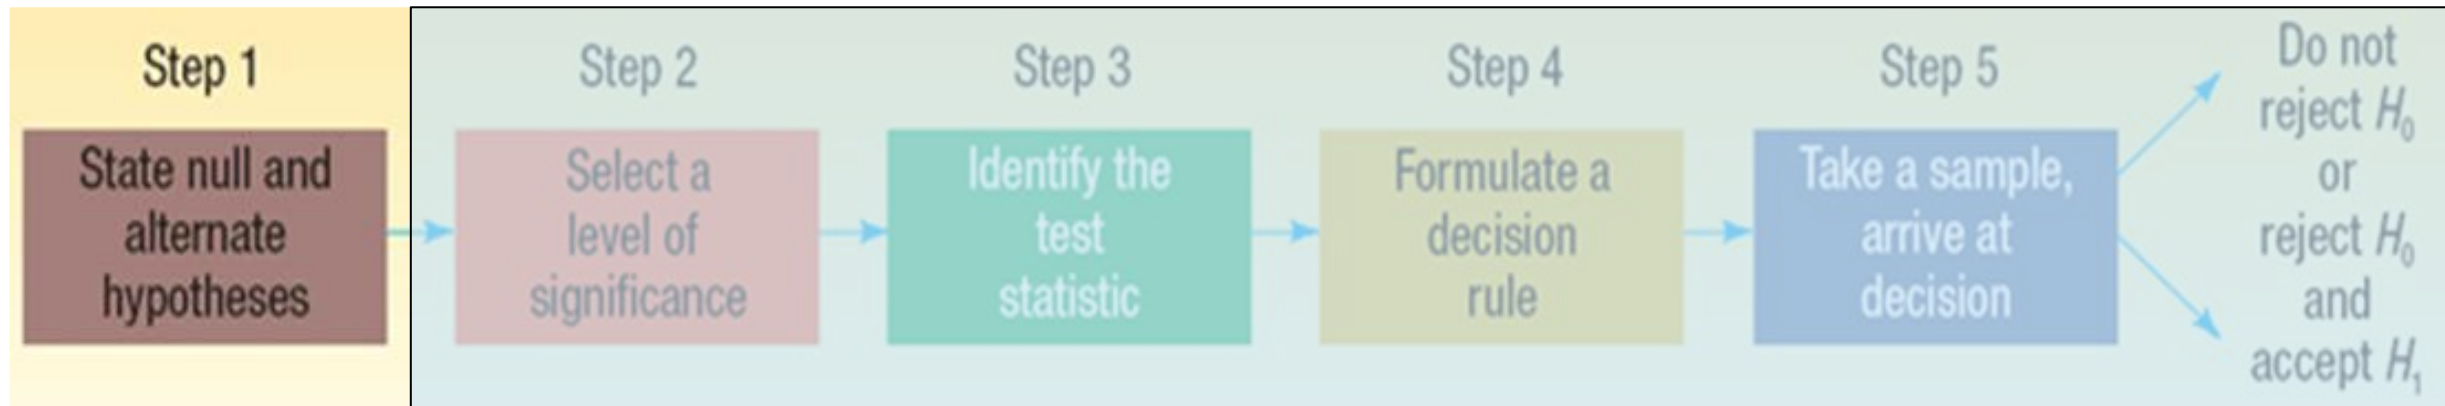 Step 1
State null and
alternate
hypotheses
Step 2
Select a
level of
significance
Step 3
Identify the
test
statistic
Step 4
Formulate a
decision
rule
Step 5
Take a sample,
arrive at
decision
Do not
reject H₀
or
reject H₀
and
accept H₁